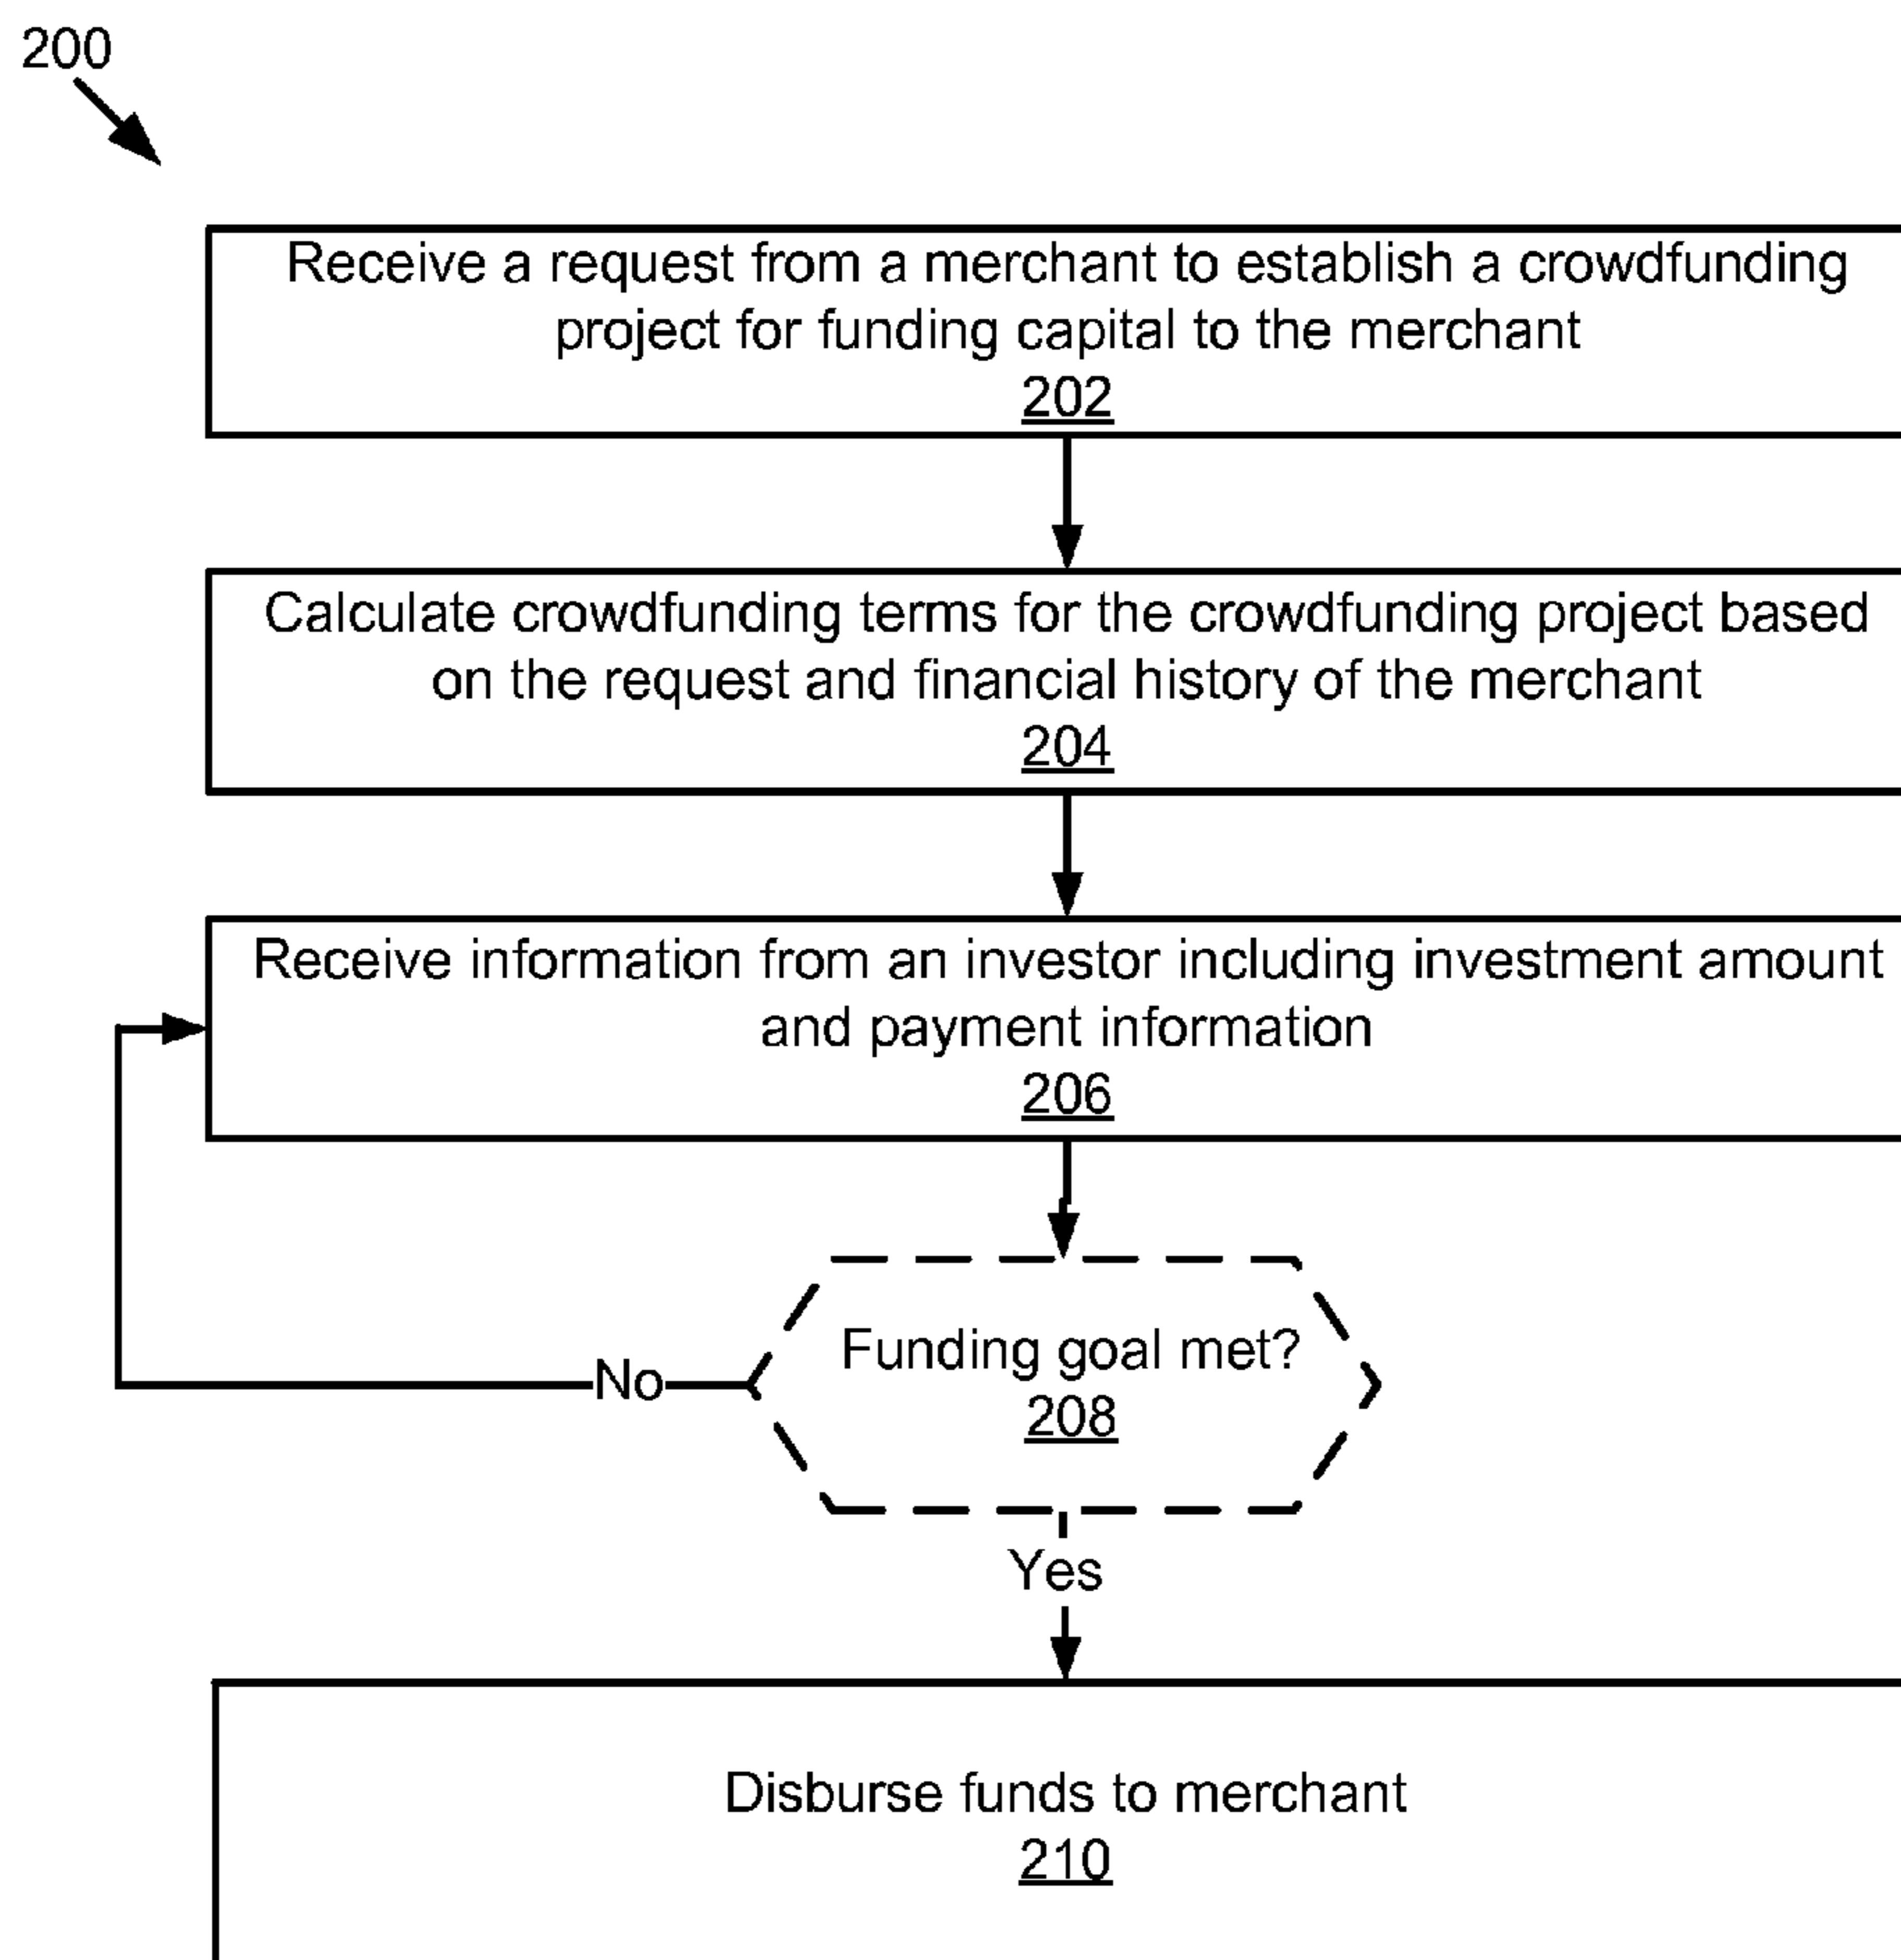 200
Receive a request from a merchant to establish a crowdfunding
project for funding capital to the merchant
202
Calculate crowdfunding terms for the crowdfunding project based
on the request and financial history of the merchant
204
Receive information from an investor including investment amount
and payment information
206
Funding goal met?
208
No
Yes
Disburse funds to merchant
210